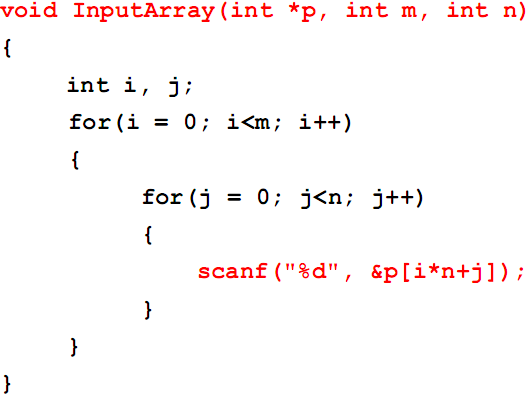 void InputArray(int *p, int m, int n)
{
int i, j;
for(i = 0; i<m; i++)
{
for(j = 0; j<n; j++)
{
scanf("%d", &p[i*n+j]);
}
}
}